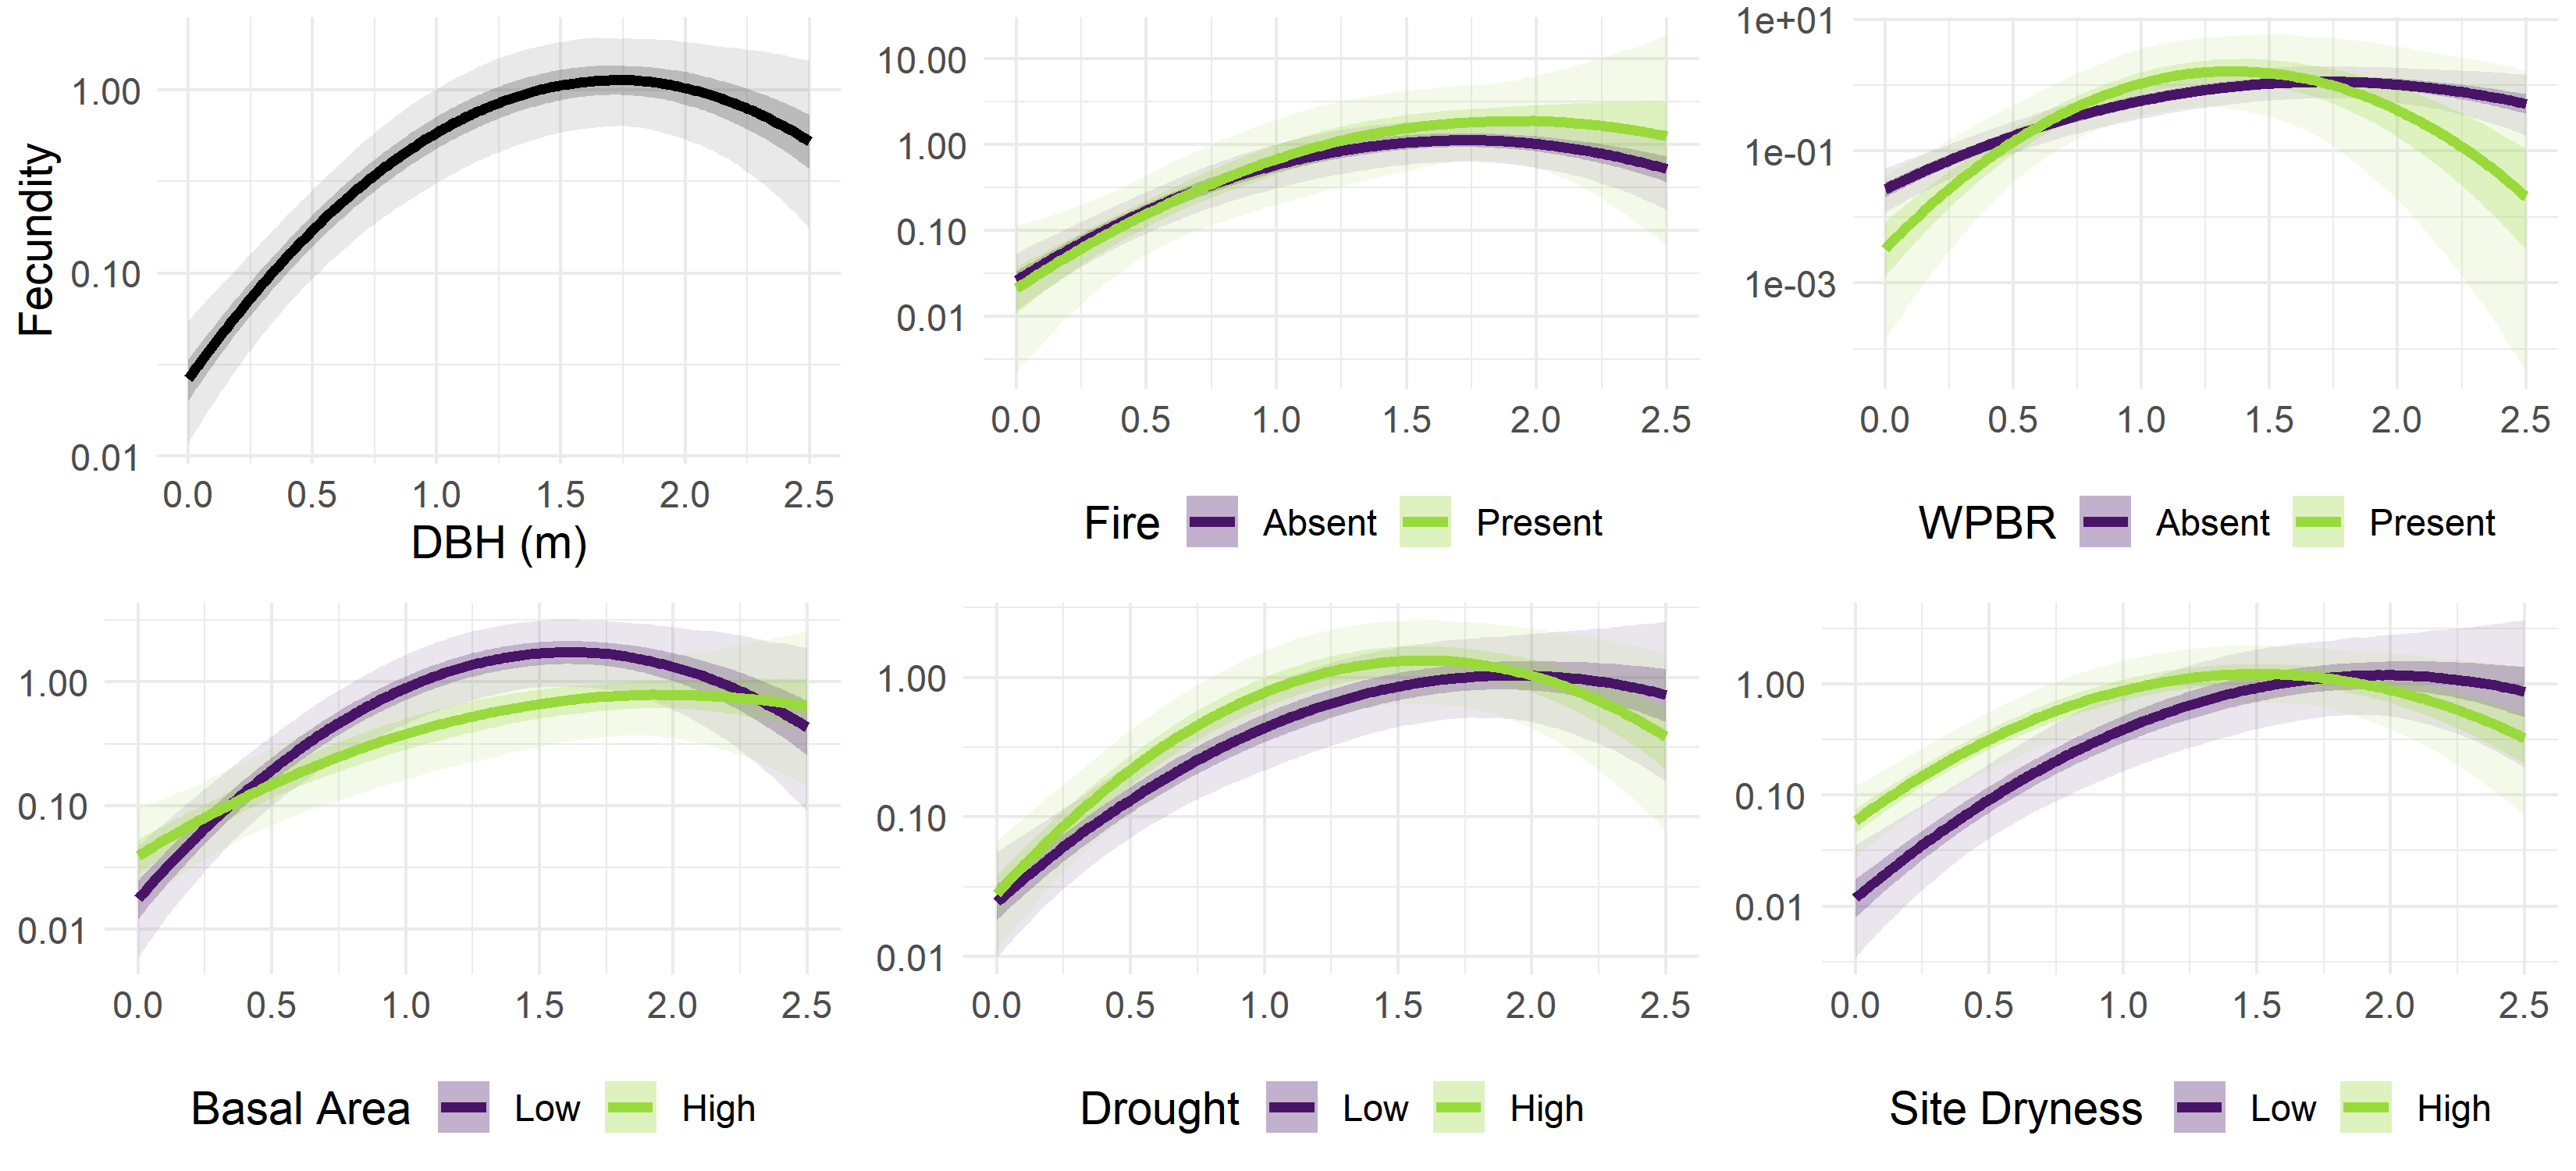 Fecundity
1.00
0.10
0.01
0.0 0.5 1.0 1.5 2.0 2.5
DBH (m)
10.00
1.00
0.10
0.01
0.0 0.5 1.0 1.5 2.0 2.5
Fire Absent Present
1e+01
1e-01
1e-03
0.0 0.5 1.0 1.5 2.0 2.5
WPBR Absent Present
1.00
0.10
0.01
0.0 0.5 1.0 1.5 2.0 2.5
Basal Area Low High
1.00
0.10
0.01
0.0 0.5 1.0 1.5 2.0 2.5
Drought Low High
1.00
0.10
0.01
0.0 0.5 1.0 1.5 2.0 2.5
Site Dryness Low High